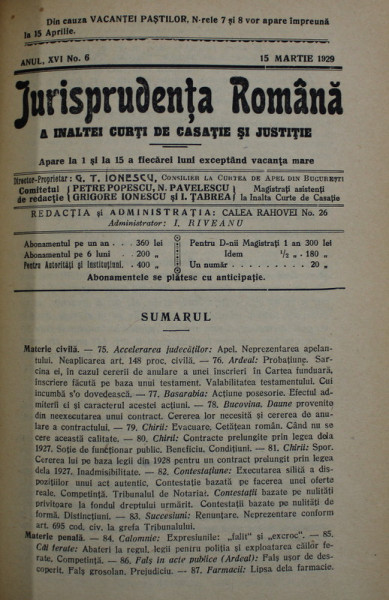 Din cauza VACANȚEI PAȘTILOR, N-rele 7 și 8 vor apare împreună
la 15 Aprilie.
ANUL. XVI No. 6
15 MARTIE 1929
Jurisprudența Română
A INALTEI CURȚI DE CASAȚIE ȘI JUSTIȚIE
Apare la 1 și la 15 a fiecărei luni exceptând vacanța mare
Director-Proprietar: G. T. IONESCU, CONSILIER LA CURTEA DE APEL DIN BUCUREȘTI
Comitetul de redacție
PETRE POPESCU, N. PAVELESCU
GRIGORE IONESCU și I. ȚABREA
Magistrați asistenți
la Inalta Curte de Casație
REDACȚIA și ADMINISTRAȚIA: CALEA RAHOVEI No. 26
Administrator: I. RIVEANU
Abonamentul pe un an . . . 360 lei
Abonamentul pe 6 luni . . 200 „
Pentru Autorități și Instituțiuni. . 400 „
Pentru D-nii Magistrați 1 an 300 lei
Idem 1/2 „ · 180 „
Un număr . . . . . . . . . 20 „
Abonamentele se plătesc cu anticipație.
SUMARUL
Materie civilă. — 75. Accelerarea judecăților: Apel. Neprezentarea apelan-
tului. Neaplicarea art. 148 proc. civilă. — 76. Ardeal: Probațiune. Sar-
cina ei, în cazul cererii de anulare a unei înscrieri în Cartea funduară,
înscriere făcută pe baza unui testament. Valabilitatea testamentului. Cui
incumbă s'o dovedească. — 77. Basarabia: Acțiune posesorie. Efectul ad-
miterii ei și caracterul acestei acțiuni. — 78. Bucovina. Daune provenite
din neexecutarea unui contract. Cererea lor necesită și cererea de anu-
lare a contractului. — 79. Chirii: Evacuare. Cetățean român. Când nu se
cere această calitate. — 80. Chirii: Contracte prelungite prin legea dela
1927. Soție de funcționar public. Beneficiu. Condițiuni. — 81. Chirii: Spor.
Cererea lui pe baza legii din 1928 pentru un contract prelungit prin legea
dela 1927. Inadmisibilitate. — 82. Contestațiune: Executarea silită a dis-
pozițiunilor unui act autentic. Contestație bazată pe facerea unei oferte
reale. Competință. Tribunalul de Notariat. Contestații bazate pe nulități
privitoare la fondul dreptului urmărit. Contestații bazate pe nulități de
formă. Distincțiuni. — 83. Succesiuni: Renunțare. Neprezentare conform
art. 695 cod. civ. la grefa Tribunalului.
Materie penală. — 84. Calomnie: Expresiunile: „falit" și „excroc". — 85.
Căi ferate: Abateri la regul. legii pentru poliția și exploatarea căilor fe-
rate. Competință. — 86. Fals în acte publice (Ardeal): Fals ușor de des-
coperit. Fals grosolan. Prejudiciu. — 87. Farmacii: Lipsa dela farmacie.